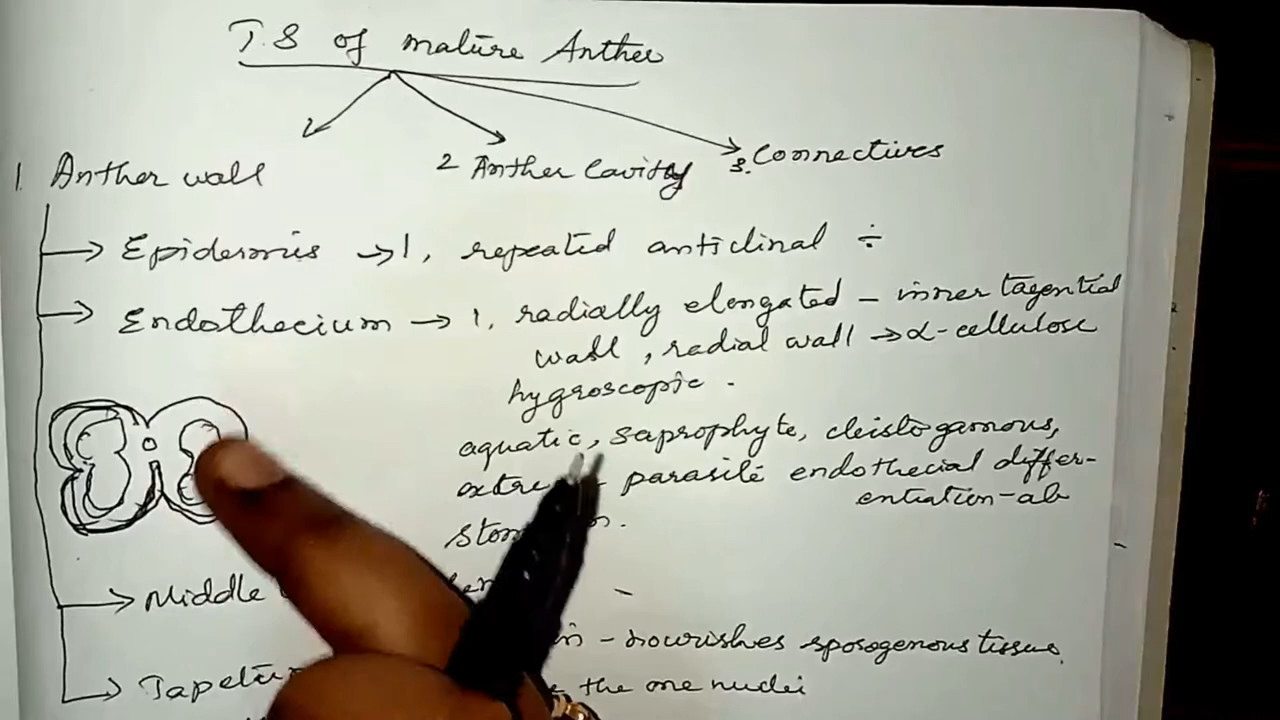 T.S of mature Anther
1. Anther wall
2 Anther Cavity
3. Connectives
Epidermis → 1, repeated anticlinal ÷
Endothecium → 1, radially elongated – inner tagential
wall, radial wall → α-cellulose
hygroscopic.
aquatic, saprophyte, cleistogamous,
parasite endothecial differ-
entiation-ab
Middle
– nourishes sporogenous tissue.
the one nuclei